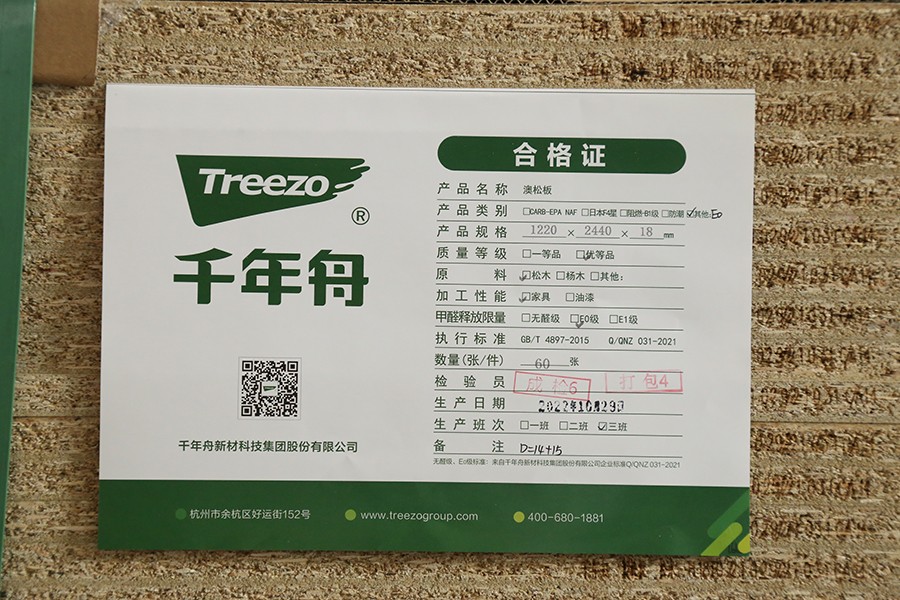 Treezo
®
千年舟
千年舟新材科技集团股份有限公司
合格证
产品名称 澳松板
产品类别 □CARB-EPA NAF □日本F4星 □阻燃-B1级 □防潮 ☑其他:E0
产品规格 1220 × 2440 × 18 mm
质量等级 □一等品 ☑优等品
原料 ☑松木 □杨木 □其他:
加工性能 ☑家具 □油漆
甲醛释放限量 □无醛级 ☑E0级 □E1级
执行标准 GB/T 4897-2015 Q/QNZ 031-2021
数量(张/件) 60 张
检验员 成检6 打包4
生产日期 2022年10月29日
生产班次 □一班 □二班 ☑三班
备注 D=14+15
无醛级、E0级标准:来自千年舟新材科技集团股份有限公司企业标准Q/QNZ 031-2021
杭州市余杭区好运街152号 www.treezogroup.com 400-680-1881